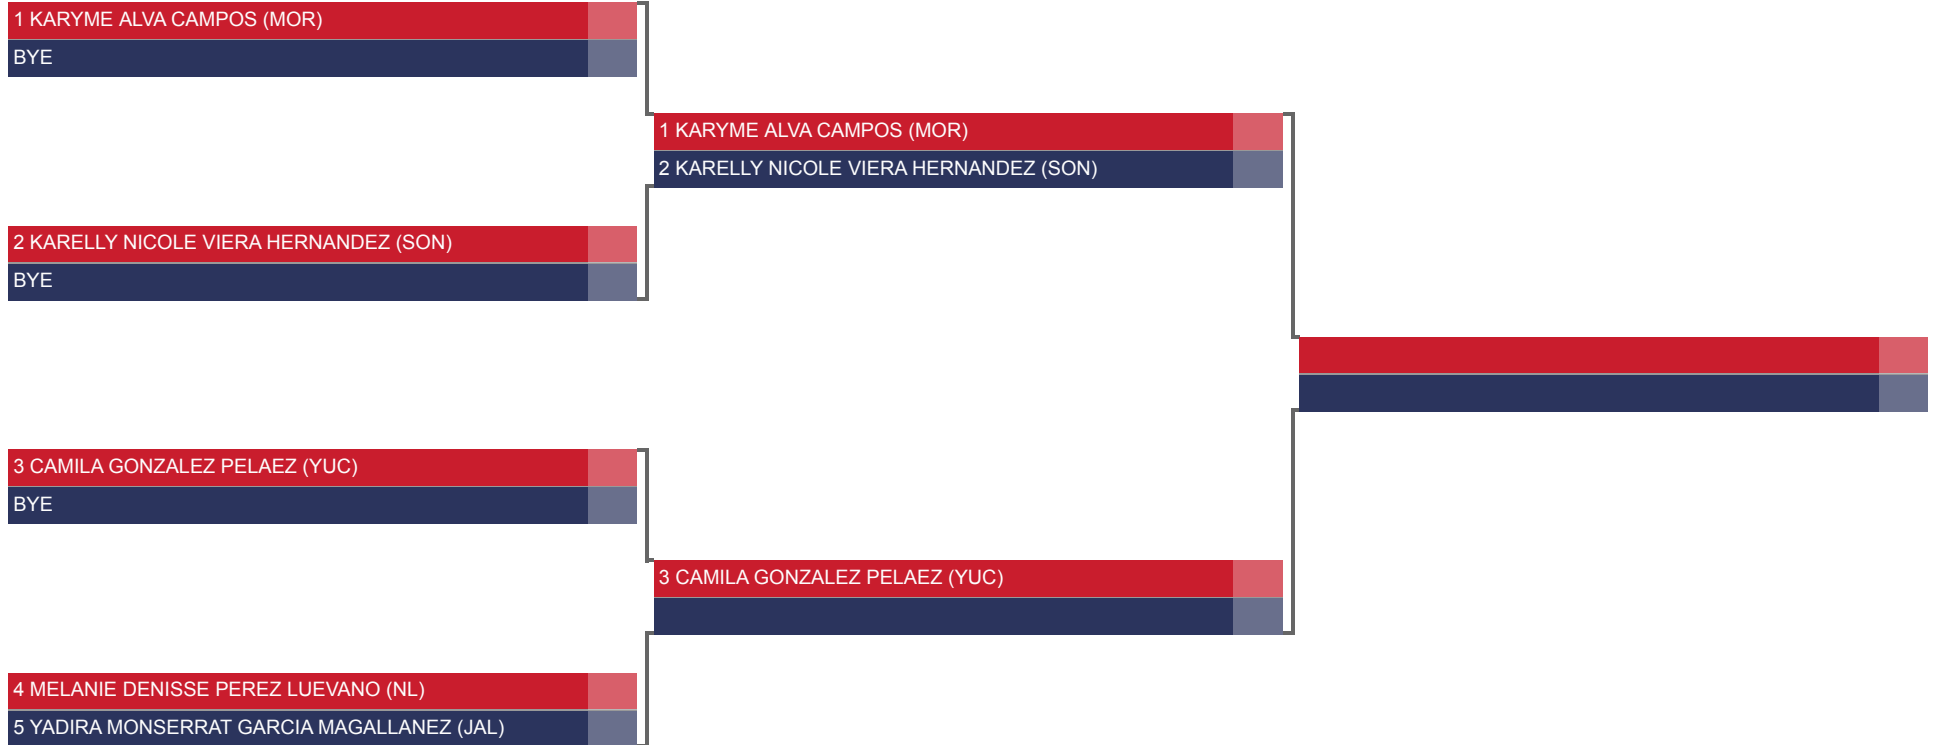 1 KARYME ALVA CAMPOS (MOR)
BYE
1 KARYME ALVA CAMPOS (MOR)
2 KARELLY NICOLE VIERA HERNANDEZ (SON)
2 KARELLY NICOLE VIERA HERNANDEZ (SON)
BYE
3 CAMILA GONZALEZ PELAEZ (YUC)
BYE
3 CAMILA GONZALEZ PELAEZ (YUC)
4 MELANIE DENISSE PEREZ LUEVANO (NL)
5 YADIRA MONSERRAT GARCIA MAGALLANEZ (JAL)